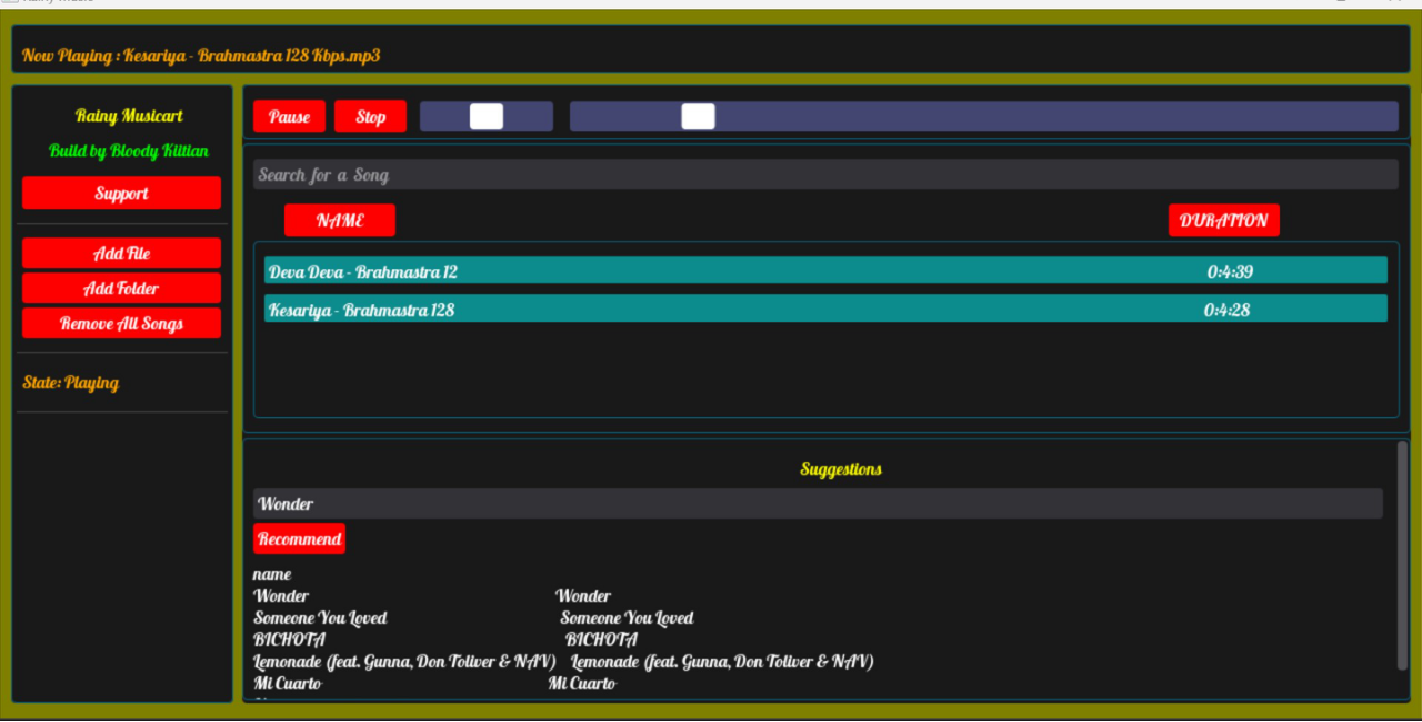 Now Playing : Kesariya - Brahmastra 128 Kbps.mp3
Rainy Musicart
Build by Bloody Kiitian
Support
Add File
Add Folder
Remove All Songs
State: Playing
Pause Stop
Search for a Song
NAME DURATION
Deva Deva - Brahmastra 12 0:4:39
Kesariya - Brahmastra 128 0:4:28
Suggestions
Wonder
Recommend
name
Wonder Wonder
Someone You Loved Someone You Loved
BICHOTA BICHOTA
Lemonade (feat. Gunna, Don Toliver & NAV) Lemonade (feat. Gunna, Don Toliver & NAV)
Mi Cuarto Mi Cuarto